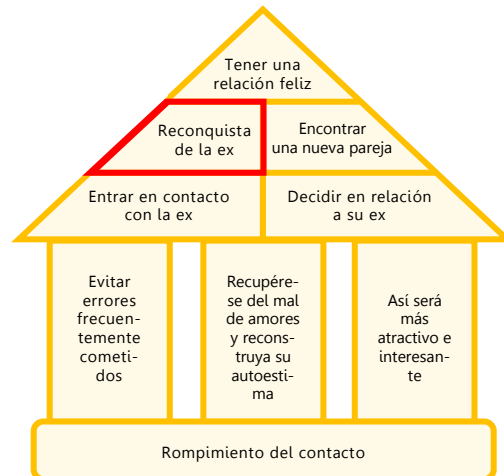 Tener una
relación feliz
Reconquista
de la ex
Encontrar
una nueva pareja
Entrar en contacto
con la ex
Decidir en relación
a su ex
Evitar
errores
frecuen-
temente
cometi-
dos
Recupére-
se del mal
de amores
y recons-
truya su
autoesti-
ma
Así será
más
atractivo e
interesan-
te
Rompimiento del contacto